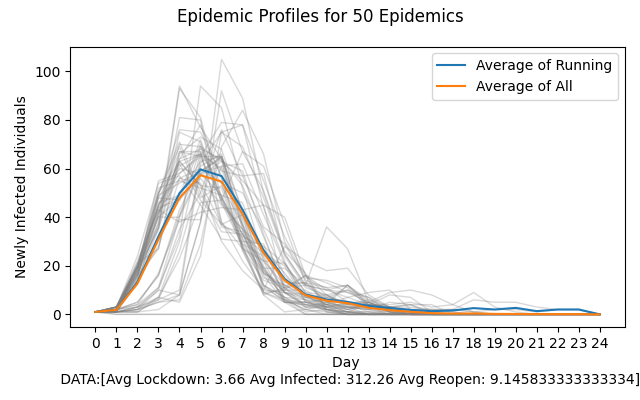 Epidemic Profiles for 50 Epidemics
Newly Infected Individuals
100
80
60
40
20
0
Average of Running
Average of All
0 1 2 3 4 5 6 7 8 9 10 11 12 13 14 15 16 17 18 19 20 21 22 23 24
Day
DATA:[Avg Lockdown: 3.66 Avg Infected: 312.26 Avg Reopen: 9.145833333333334]